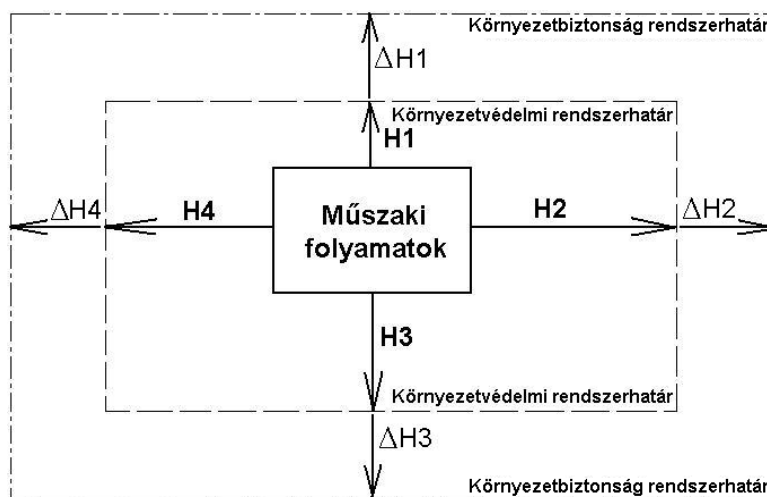 Környezetbiztonság rendszerhatár
ΔH1
Környezetvédelmi rendszerhatár
H1
ΔH4
H4
Műszaki
folyamatok
H2
ΔH2
H3
Környezetvédelmi rendszerhatár
ΔH3
Környezetbiztonság rendszerhatár